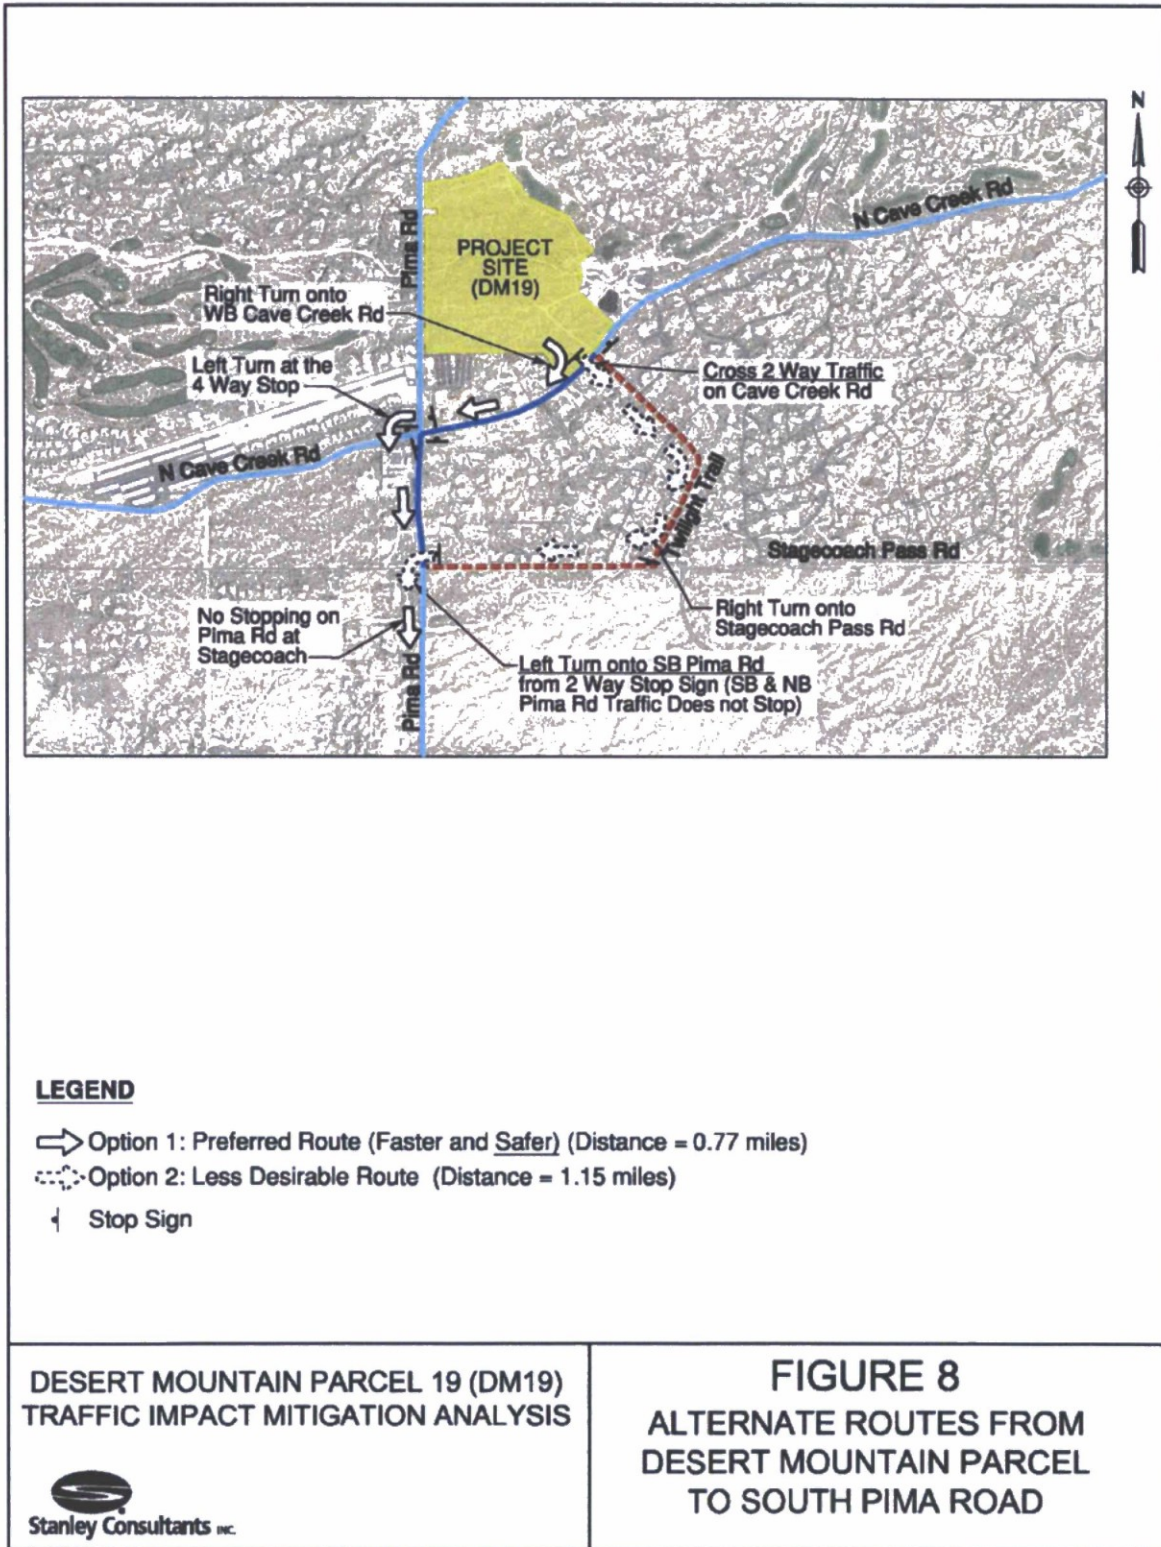 N
N Cave Creek Rd
Pima Rd
PROJECT
SITE
(DM19)
Right Turn onto
WB Cave Creek Rd
Left Turn at the
4 Way Stop
Cross 2 Way Traffic
on Cave Creek Rd
N Cave Creek Rd
Twilight Trail
Stagecoach Pass Rd
No Stopping on
Pima Rd at
Stagecoach
Right Turn onto
Stagecoach Pass Rd
Pima Rd
Left Turn onto SB Pima Rd
from 2 Way Stop Sign (SB & NB
Pima Rd Traffic Does not Stop)
LEGEND
Option 1: Preferred Route (Faster and Safer) (Distance = 0.77 miles)
Option 2: Less Desirable Route (Distance = 1.15 miles)
Stop Sign
DESERT MOUNTAIN PARCEL 19 (DM19)
TRAFFIC IMPACT MITIGATION ANALYSIS
Stanley Consultants INC.
FIGURE 8
ALTERNATE ROUTES FROM
DESERT MOUNTAIN PARCEL
TO SOUTH PIMA ROAD